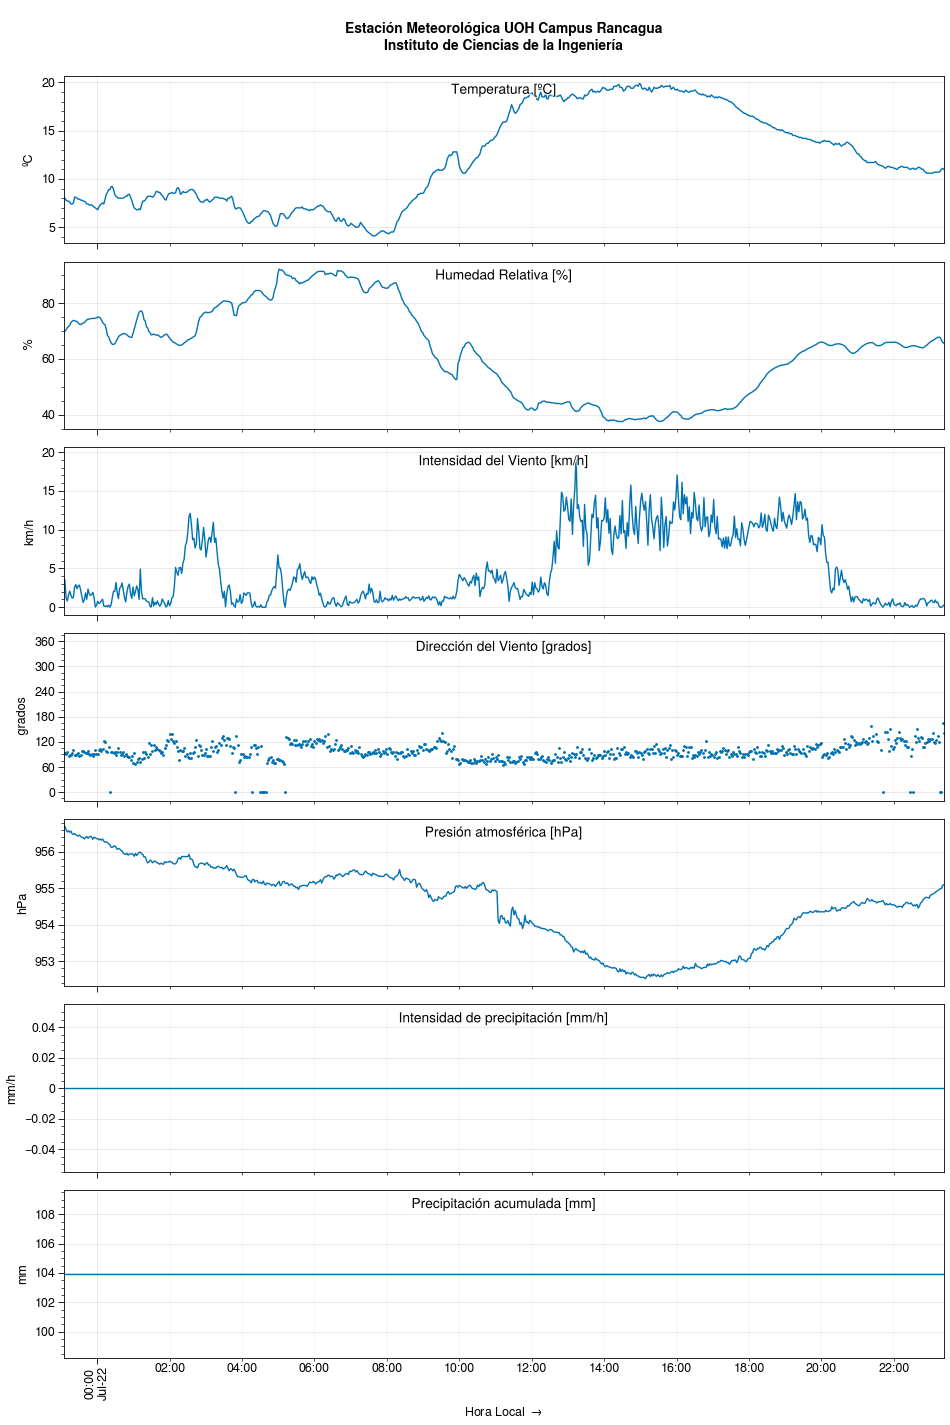 Estación Meteorológica UOH Campus Rancagua
Instituto de Ciencias de la Ingeniería
Temperatura [ºC]
20
15
10
5
ºC
Humedad Relativa [%]
80
60
40
%
Intensidad del Viento [km/h]
20
15
10
5
0
km/h
Dirección del Viento [grados]
360
300
240
180
120
60
0
grados
Presión atmosférica [hPa]
956
955
954
953
hPa
Intensidad de precipitación [mm/h]
0.04
0.02
0
−0.02
−0.04
mm/h
Precipitación acumulada [mm]
108
106
104
102
100
mm
00:00
Jul-22
02:00 04:00 06:00 08:00 10:00 12:00 14:00 16:00 18:00 20:00 22:00
Hora Local →